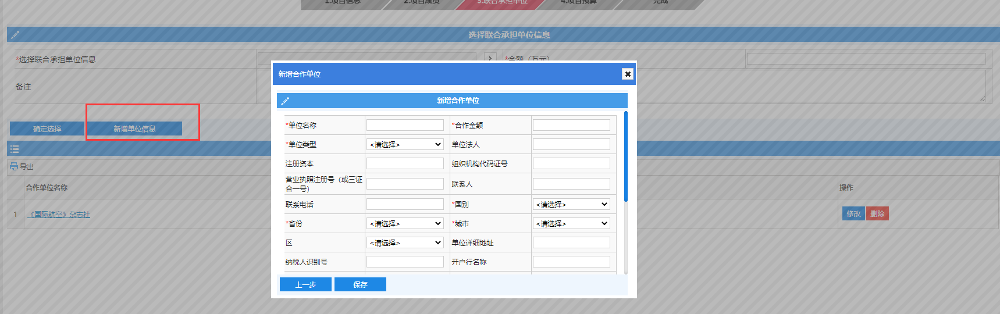 1.项目信息
2.项目成员
3.联合承担单位
4.项目预算
完成
选择联合承担单位信息
*选择联合承担单位信息
*金额（万元）
备注
确定选择
新增单位信息
导出
合作单位名称
操作
1
《国际航空》杂志社
修改
删除
新增合作单位
新增合作单位
*单位名称
*合作金额
*单位类型
<请选择>
单位法人
注册资本
组织机构代码证号
营业执照注册号（或三证
合一号）
联系人
联系电话
*国别
<请选择>
*省份
<请选择>
*城市
<请选择>
区
<请选择>
单位详细地址
纳税人识别号
开户行名称
上一步
保存